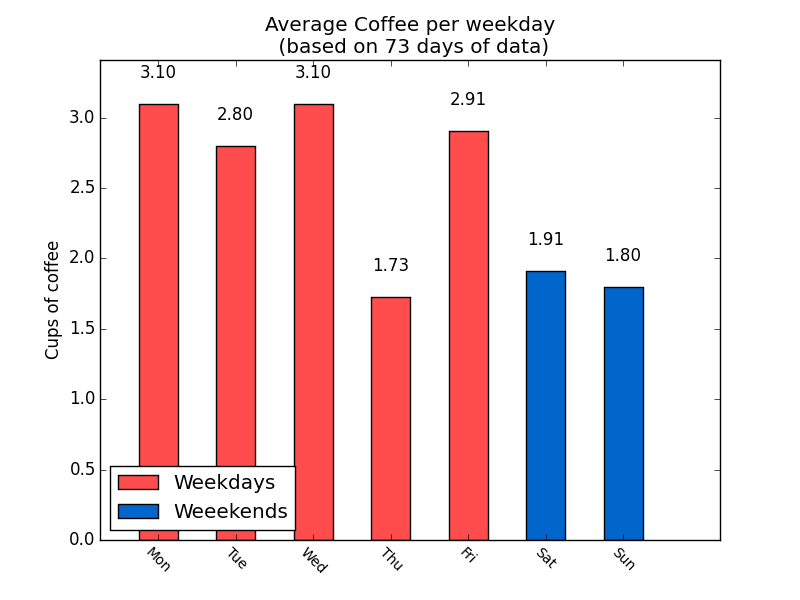 Average Coffee per weekday
(based on 73 days of data)
3.10
2.80
3.10
1.73
2.91
1.91
1.80
Cups of coffee
3.0
2.5
2.0
1.5
1.0
0.5
0.0
Weekdays
Weeekends
Mon
Tue
Wed
Thu
Fri
Sat
Sun